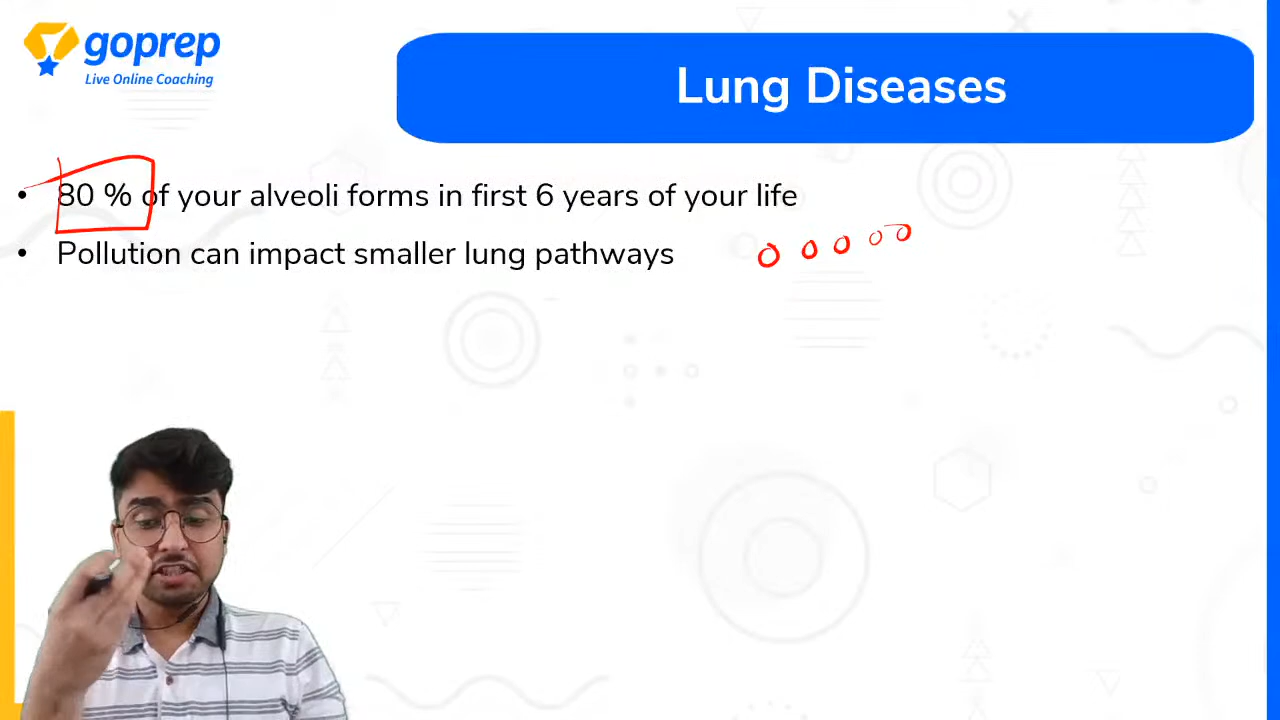 goprep
Live Online Coaching
Lung Diseases
• 80 % of your alveoli forms in first 6 years of your life
• Pollution can impact smaller lung pathways